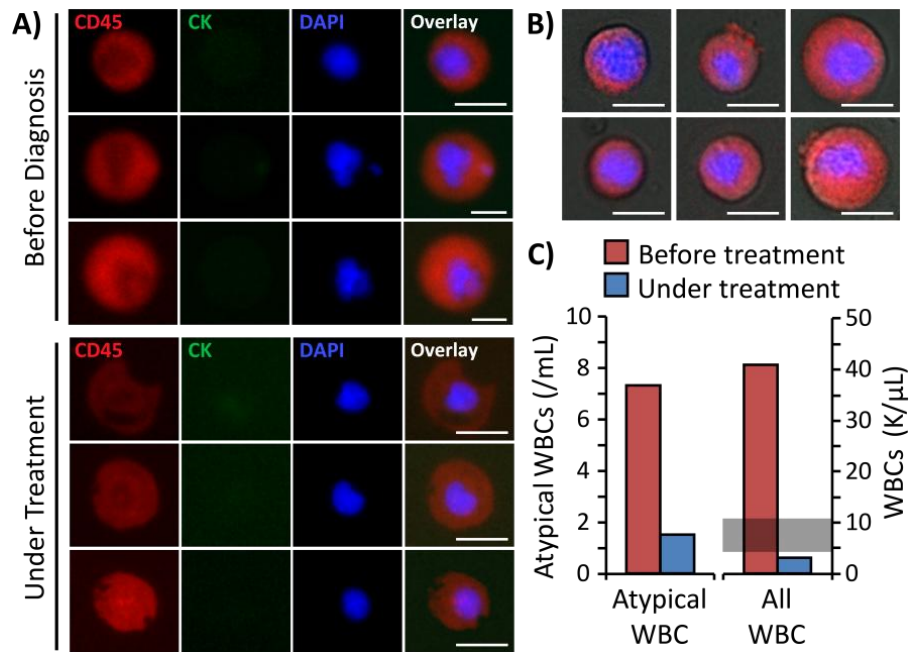 A)
CD45 CK DAPI Overlay
Before Diagnosis
CD45 CK DAPI Overlay
Under Treatment
B)
C)
Before treatment
Under treatment
Atypical WBCs (/mL)
10
8
6
4
2
0
WBCs (K/μL)
50
40
30
20
10
0
Atypical
WBC
All
WBC